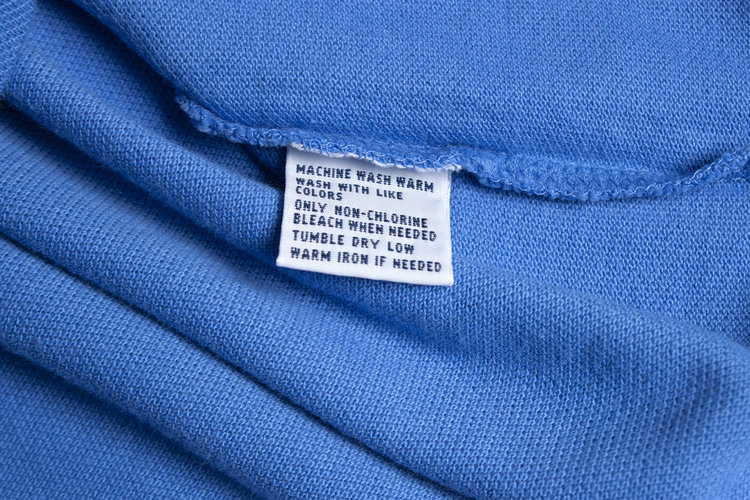 MACHINE WASH WARM
WASH WITH LIKE
COLORS
ONLY NON-CHLORINE
BLEACH WHEN NEEDED
TUMBLE DRY LOW
WARM IRON IF NEEDED